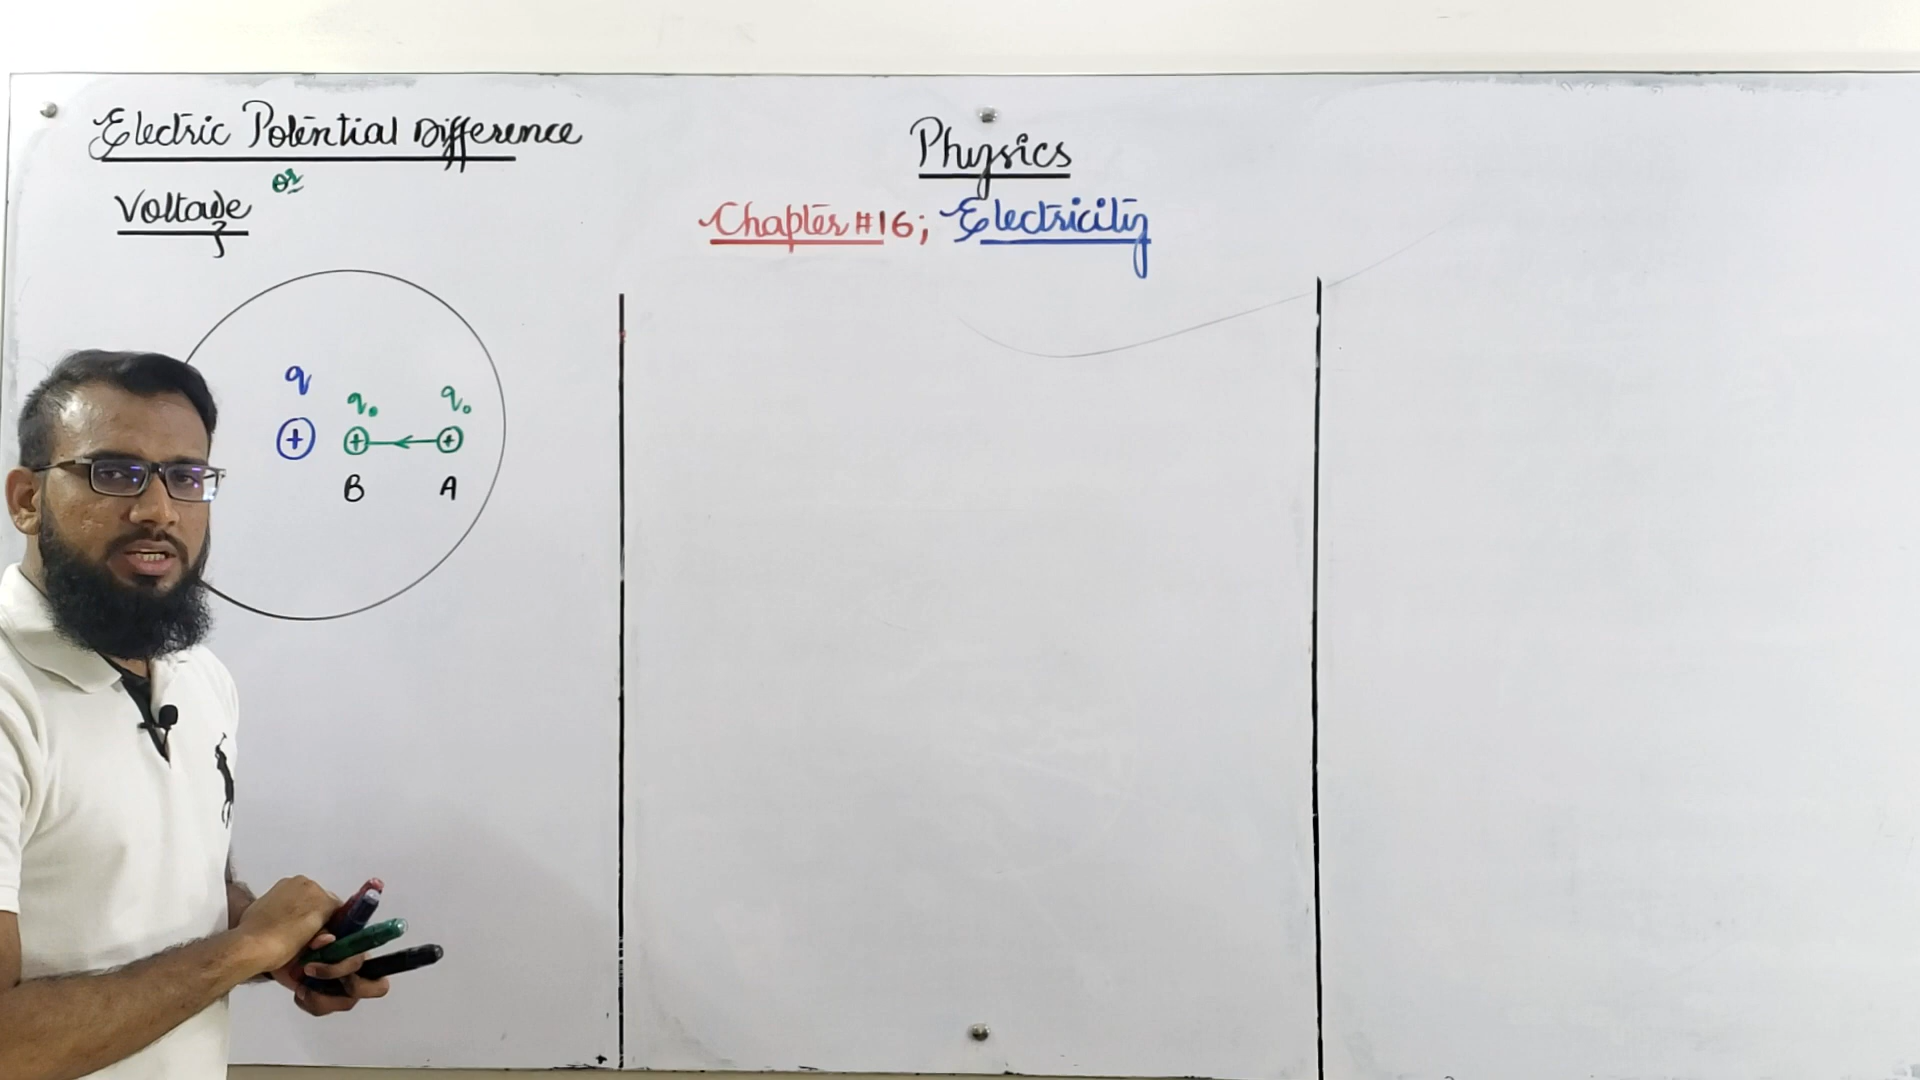 Electric Potential Difference
or
Voltage
Physics
Chapter #16; Electricity
q
q₀ q₀
+ + +
B A